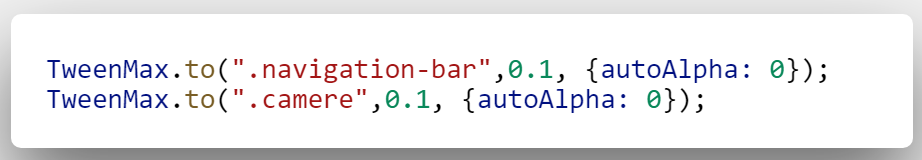 TweenMax.to(".navigation-bar",0.1, {autoAlpha: 0});
TweenMax.to(".camere",0.1, {autoAlpha: 0});